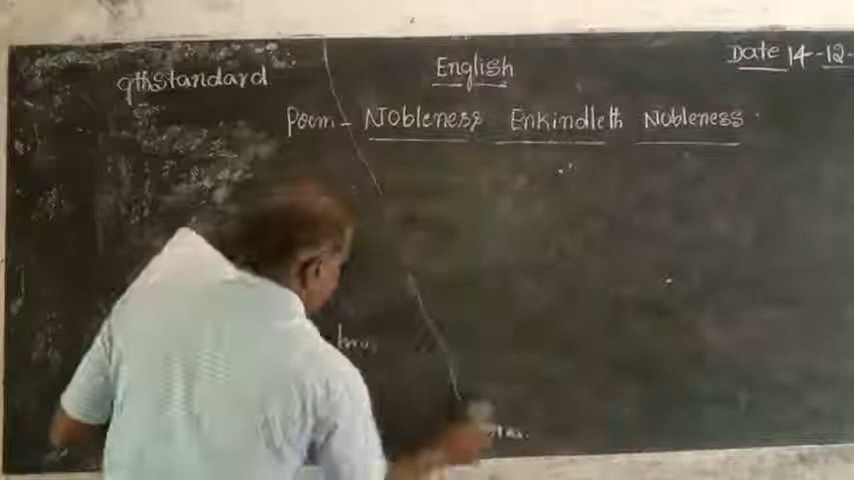 9th Standard
English
Date 14-12-
Poem - Nobleness Enkindleth Nobleness.